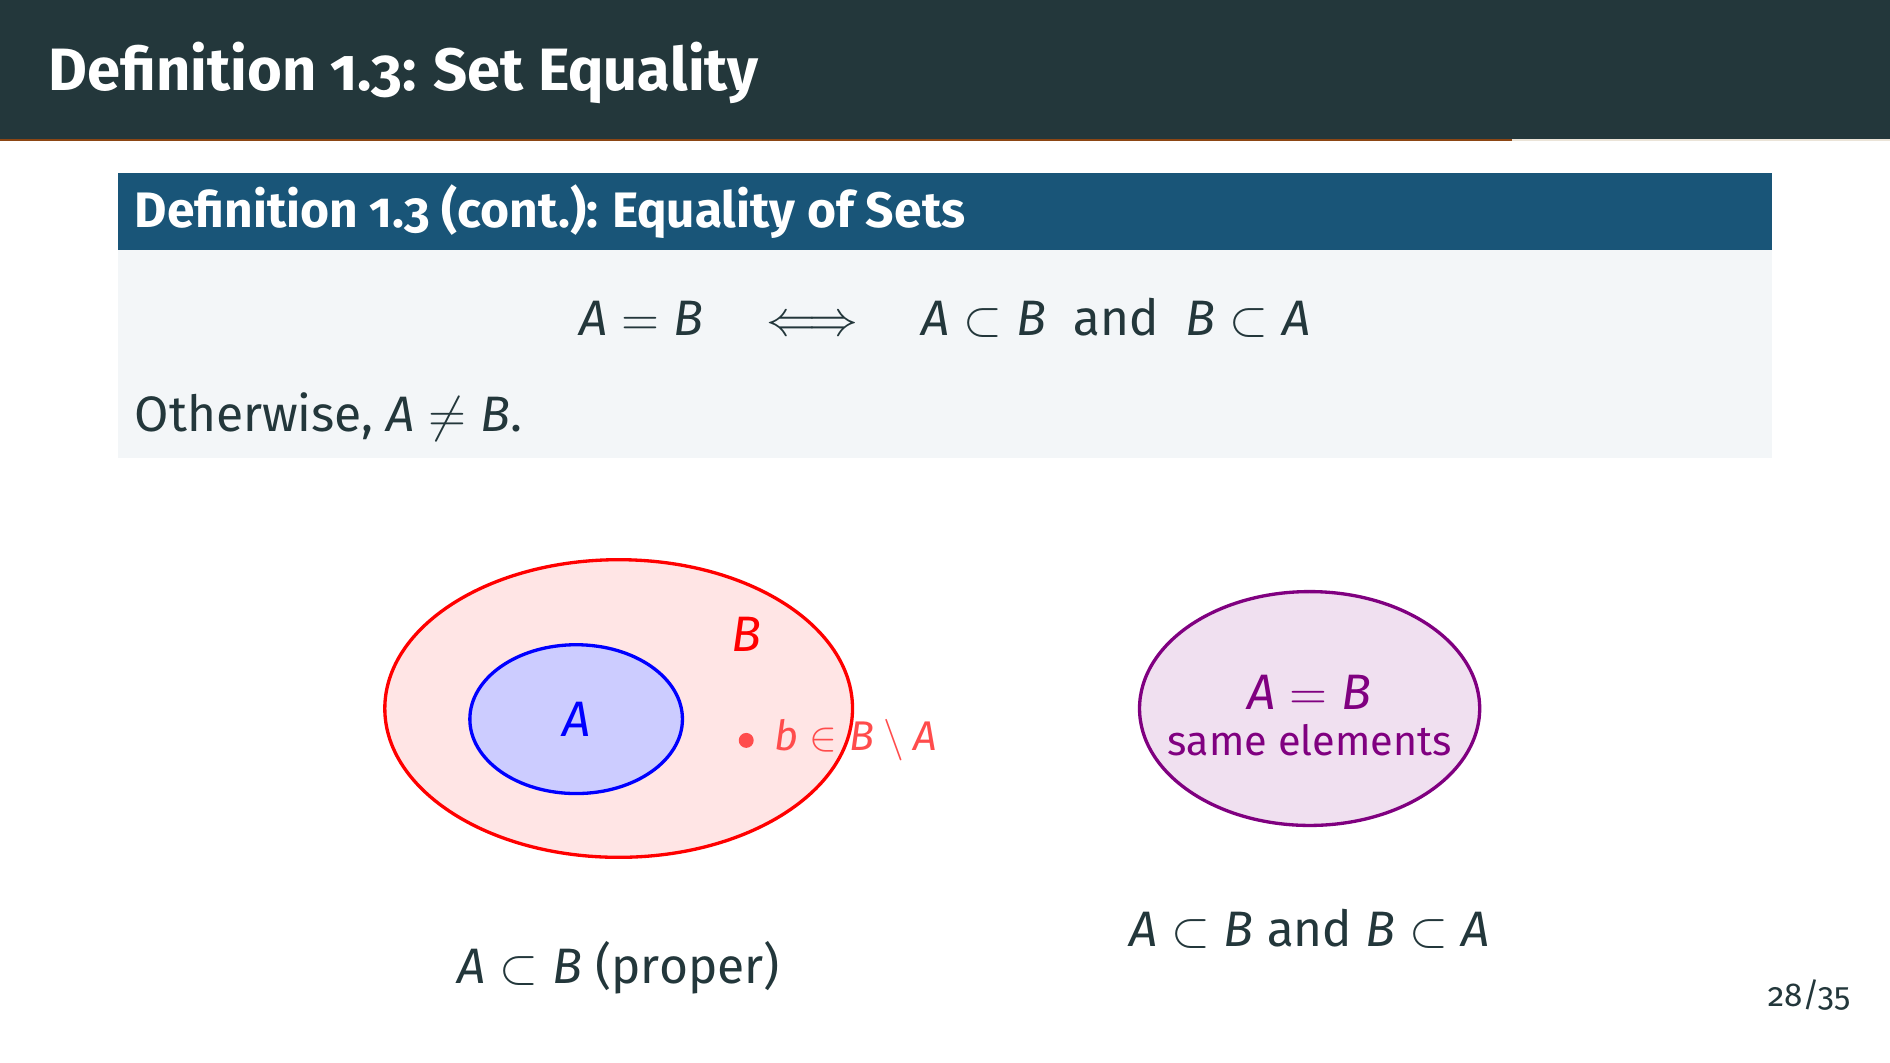 Definition 1.3: Set Equality
Definition 1.3 (cont.): Equality of Sets
A = B ⟺ A ⊂ B and B ⊂ A
Otherwise, A ≠ B.
B
A
• b ∈ B \ A
A = B
same elements
A ⊂ B and B ⊂ A
A ⊂ B (proper)
28/35